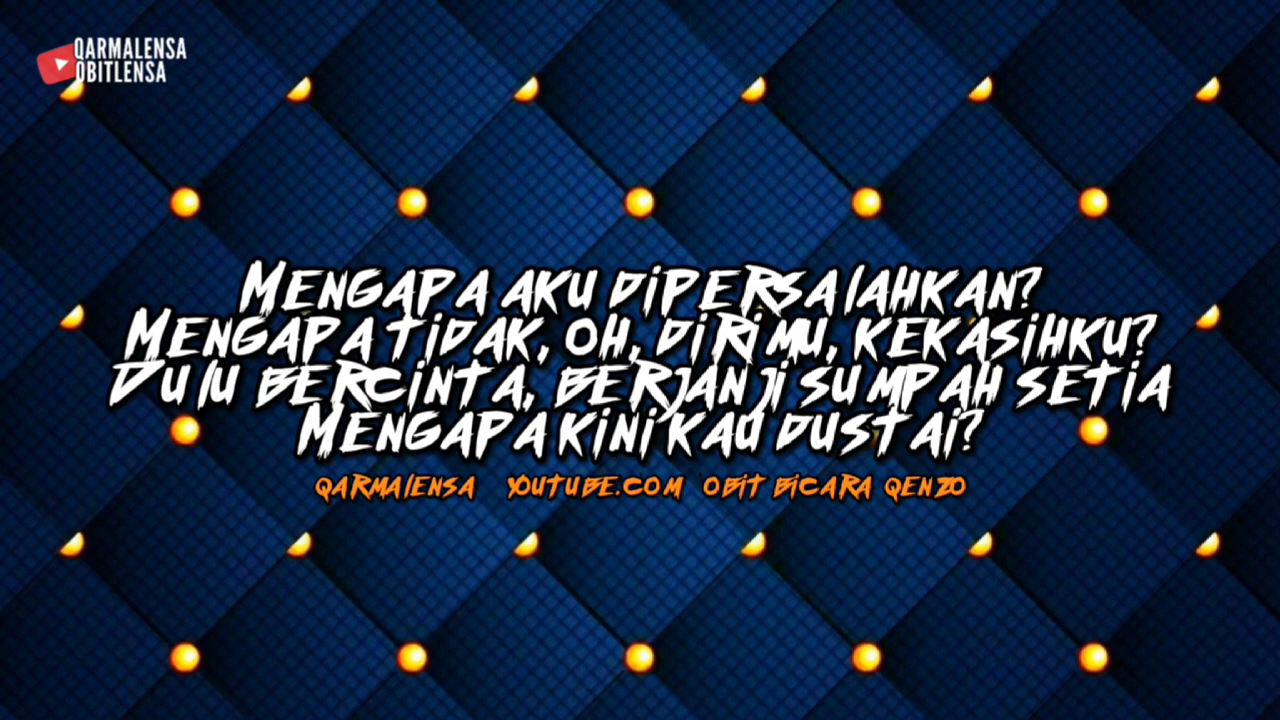 QARMALENSA
OBITLENSA
Mengapa aku dipersalahkan?
Mengapa tidak, oh, dirimu, kekasihku?
Dulu bercinta, berjanji sumpah setia
Mengapa kini kau dustai?
QARMALENSA YOUTUBE.COM OBIT BICARA QENZO